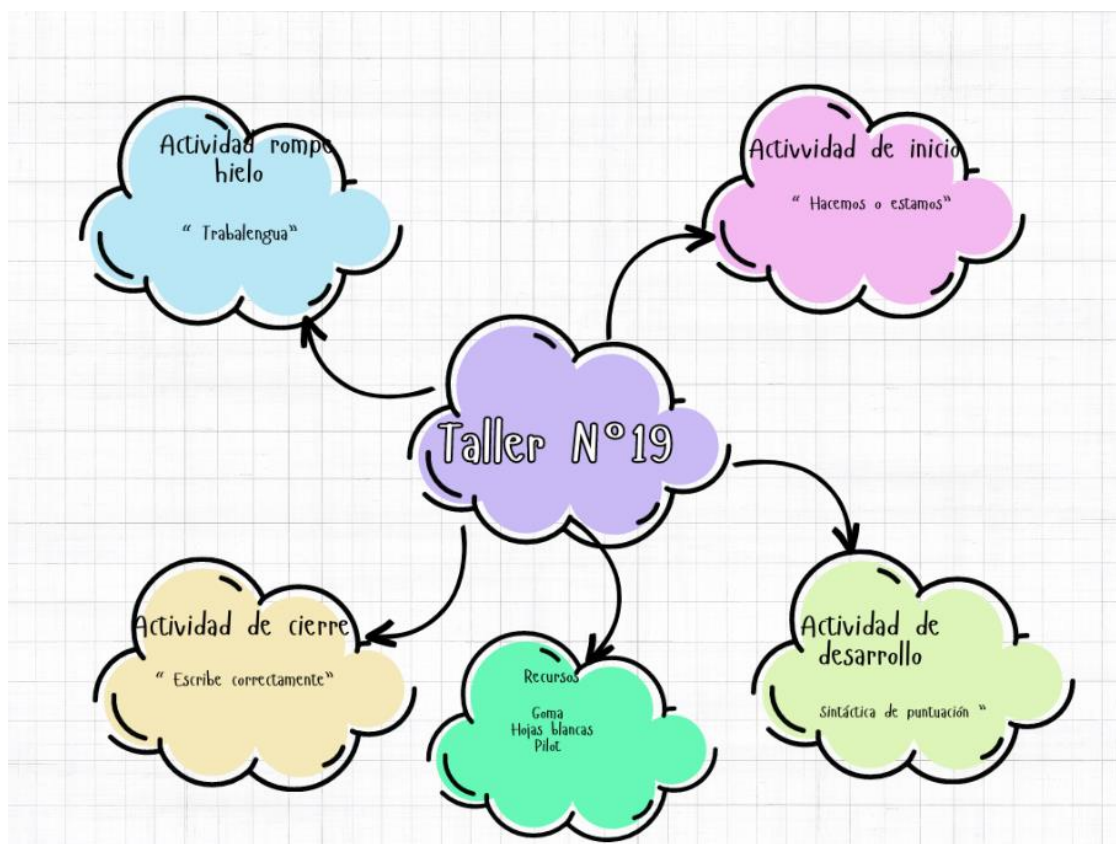 Actividad rompe
hielo
“ Trabalengua”
Activvidad de inicio
“ Hacemos o estamos”
Taller N°19
Actividad de cierre
“ Escribe correctamente”
Recursos
Goma
Hojas blancas
Pilot
Actividad de
desarrollo
Sintáctica de puntuación “